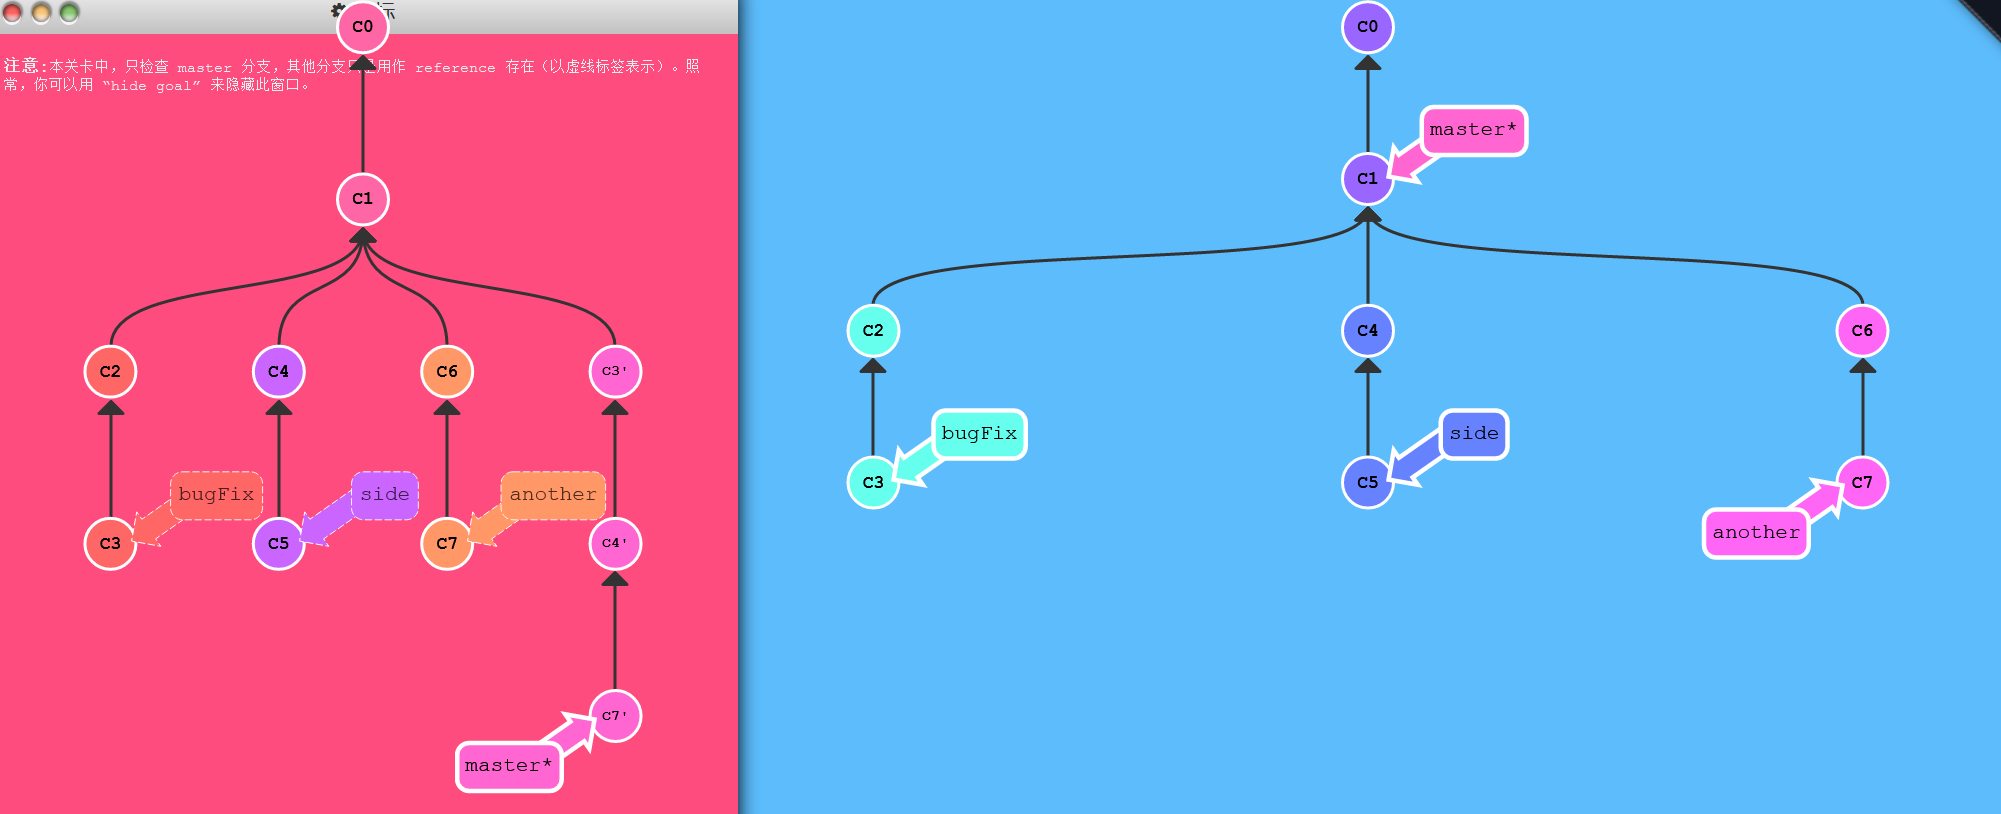 标
C0
注意:本关卡中，只检查 master 分支，其他分支只是用作 reference 存在（以虚线标签表示）。照
常，你可以用 “hide goal” 来隐藏此窗口。
C1
C2 C4 C6 C3'
bugFix side another
C3 C5 C7 C4'
C7'
master*
C0
master*
C1
C2 C4 C6
bugFix side
C3 C5 C7
another